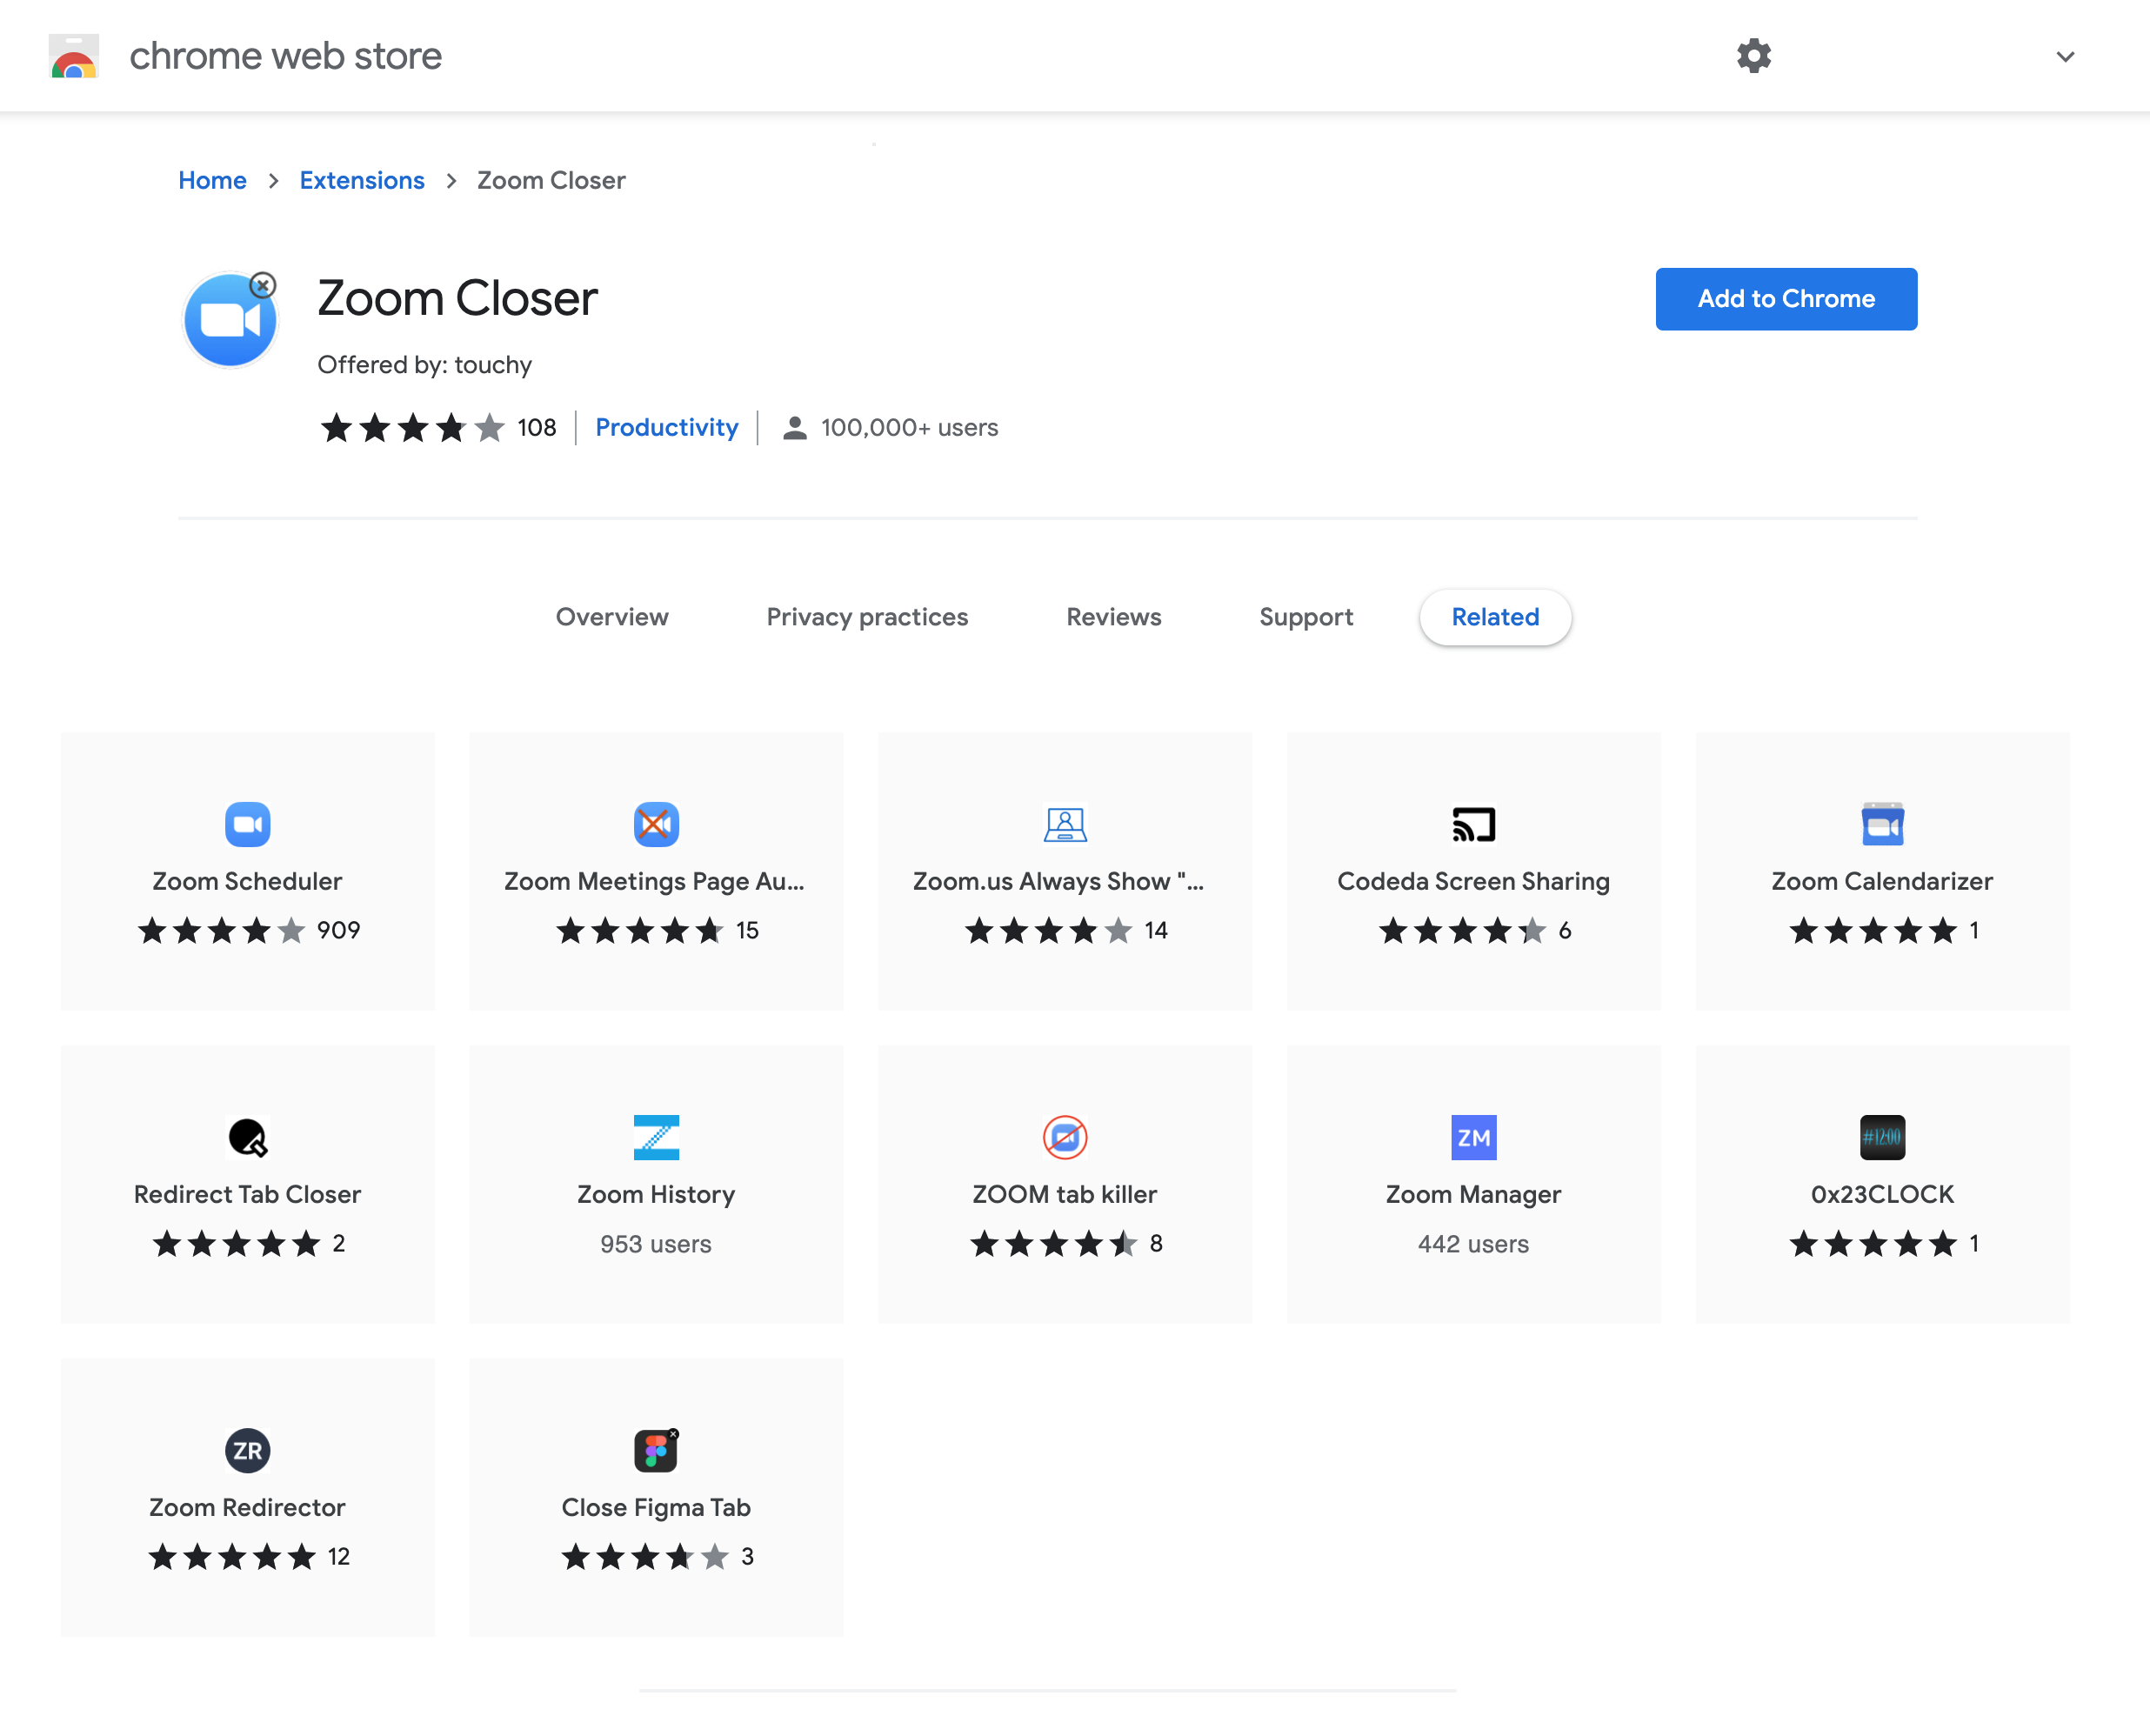 chrome web store
Home > Extensions > Zoom Closer
Zoom Closer
Add to Chrome
Offered by: touchy
108 Productivity 100,000+ users
Overview Privacy practices Reviews Support Related
Zoom Scheduler Zoom Meetings Page Au... Zoom.us Always Show "... Codeda Screen Sharing Zoom Calendarizer
909 15 14 6 1
#12:00
ZM
Redirect Tab Closer Zoom History ZOOM tab killer Zoom Manager 0x23CLOCK
2 953 users 8 442 users 1
ZR
Zoom Redirector Close Figma Tab
12 3